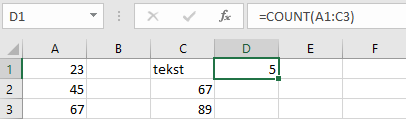 D1 fx =COUNT(A1:C3)
A B C D E F
1 23 tekst 5
2 45 67
3 67 89